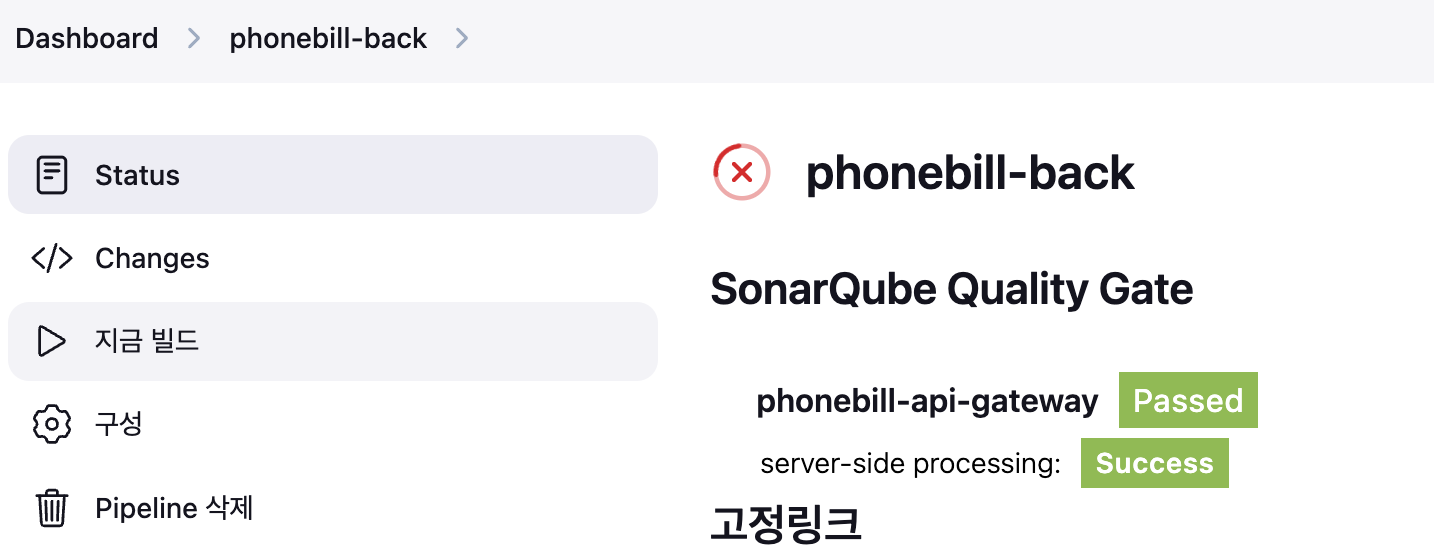 Dashboard > phonebill-back >
Status
Changes
지금 빌드
구성
Pipeline 삭제
phonebill-back
SonarQube Quality Gate
phonebill-api-gateway Passed
server-side processing: Success
고정링크